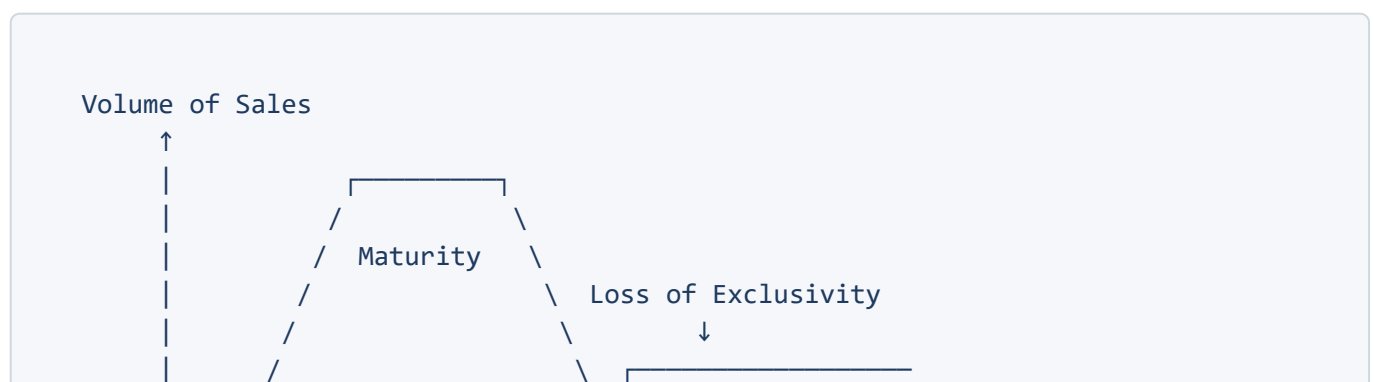 Volume of Sales
↑
|          ┌──────────┐
|         /            \
|        /  Maturity   \
|       /               \  Loss of Exclusivity
|      /                 \        ↓
|     /                   \  ┌──────────────────